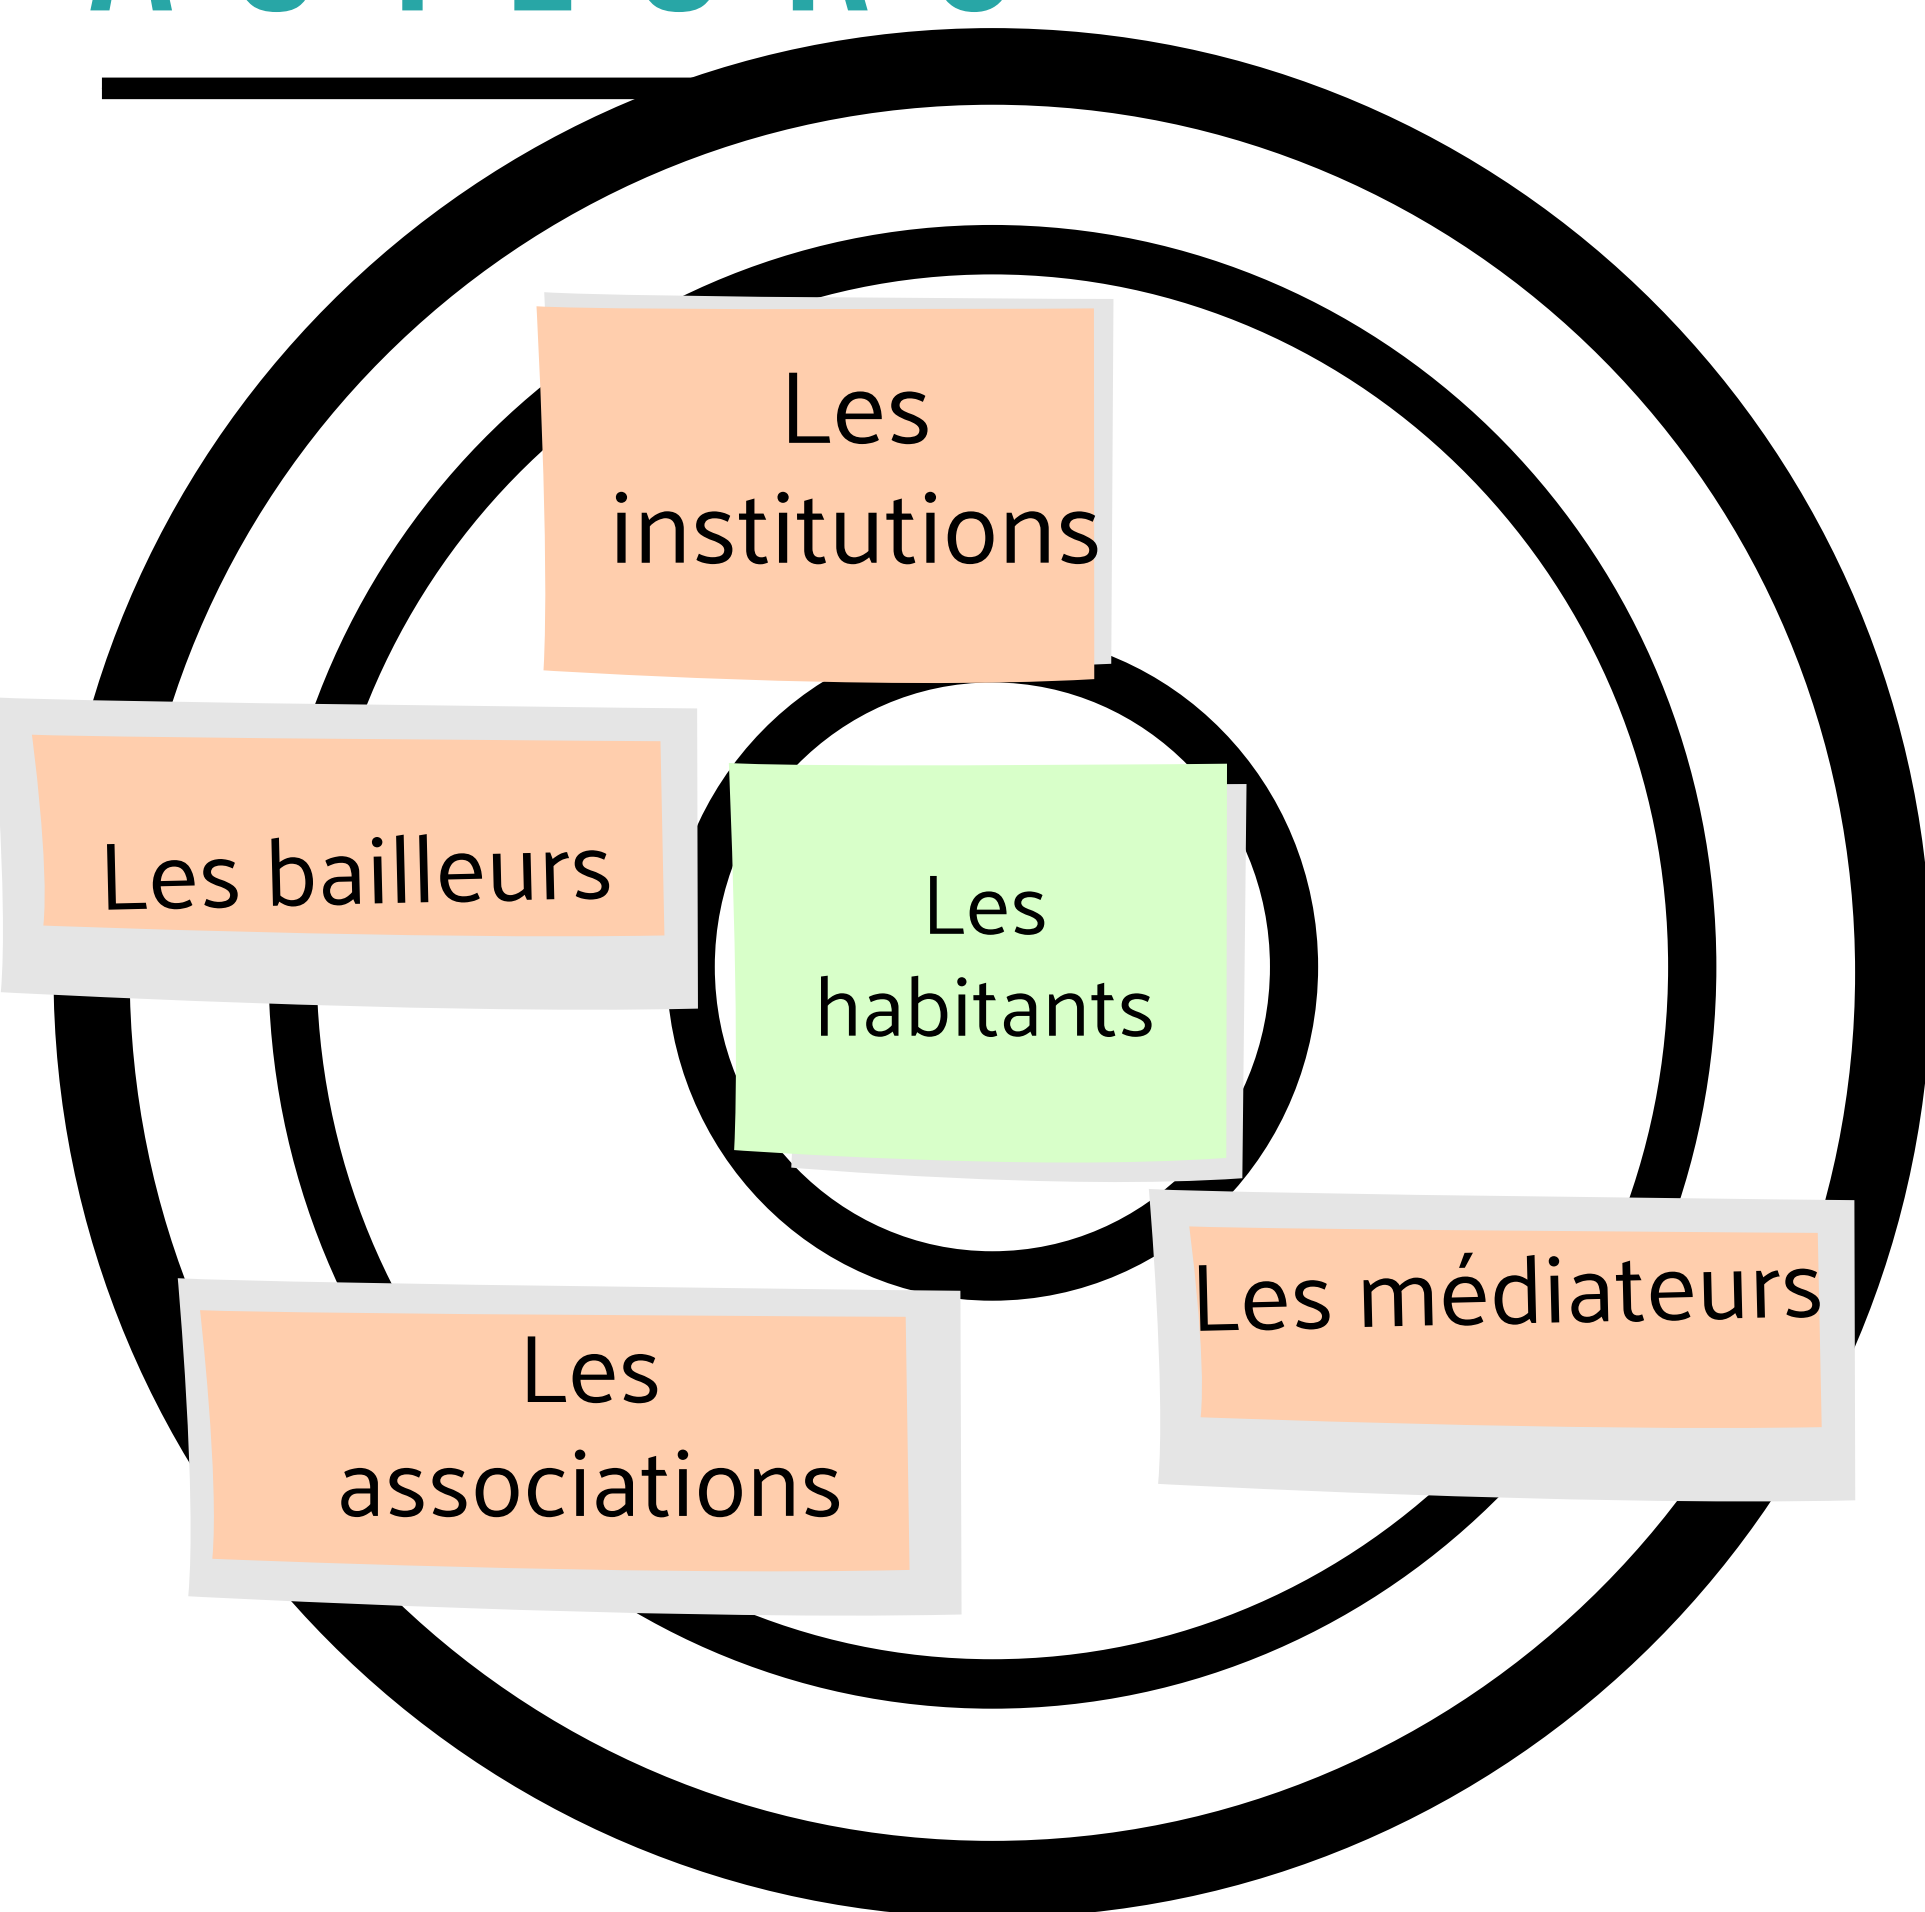 Les
institutions
Les bailleurs
Les
habitants
Les médiateurs
Les
associations